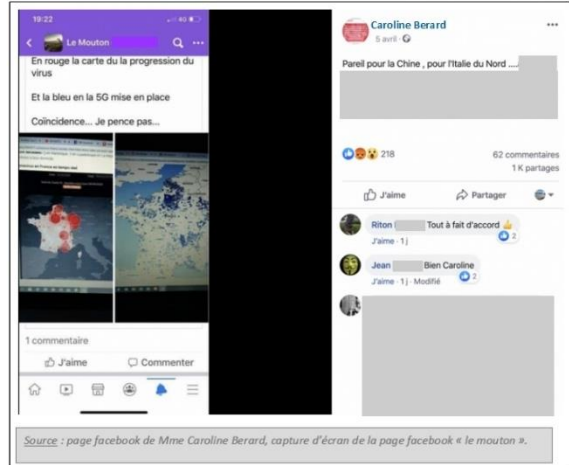 19:22
4G
Le Mouton
En rouge la carte du la progression du
virus
Et la bleu en la 5G mise en place
Coïncidence... Je pence pas...
1 commentaire
J'aime
Commenter
Caroline Berard
5 avril
Pareil pour la Chine , pour l'Italie du Nord ....
218
62 commentaires
1 K partages
J'aime
Partager
Riton
Tout à fait d'accord
2
J'aime · 1 j
Jean
Bien Caroline
2
J'aime · 1 j · Modifié
Source : page facebook de Mme Caroline Berard, capture d'écran de la page facebook « le mouton ».